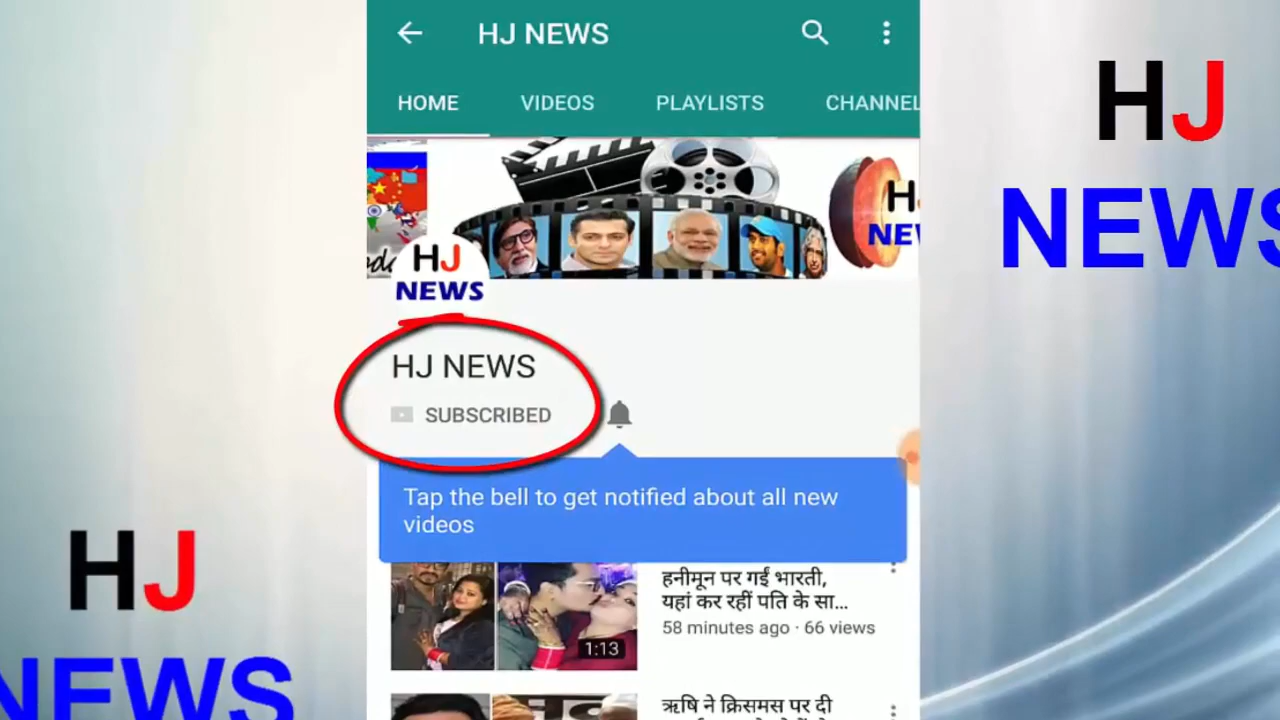 HJ NEWS
HOME VIDEOS PLAYLISTS CHANNEL
HJ
NEWS
HJ
NEWS
HJ NEWS
SUBSCRIBED
Tap the bell to get notified about all new
videos
हनीमून पर गईं भारती,
यहां कर रहीं पति के सा...
58 minutes ago · 66 views
1:13
ऋषि ने क्रिसमस पर दी
HJ
NEWS